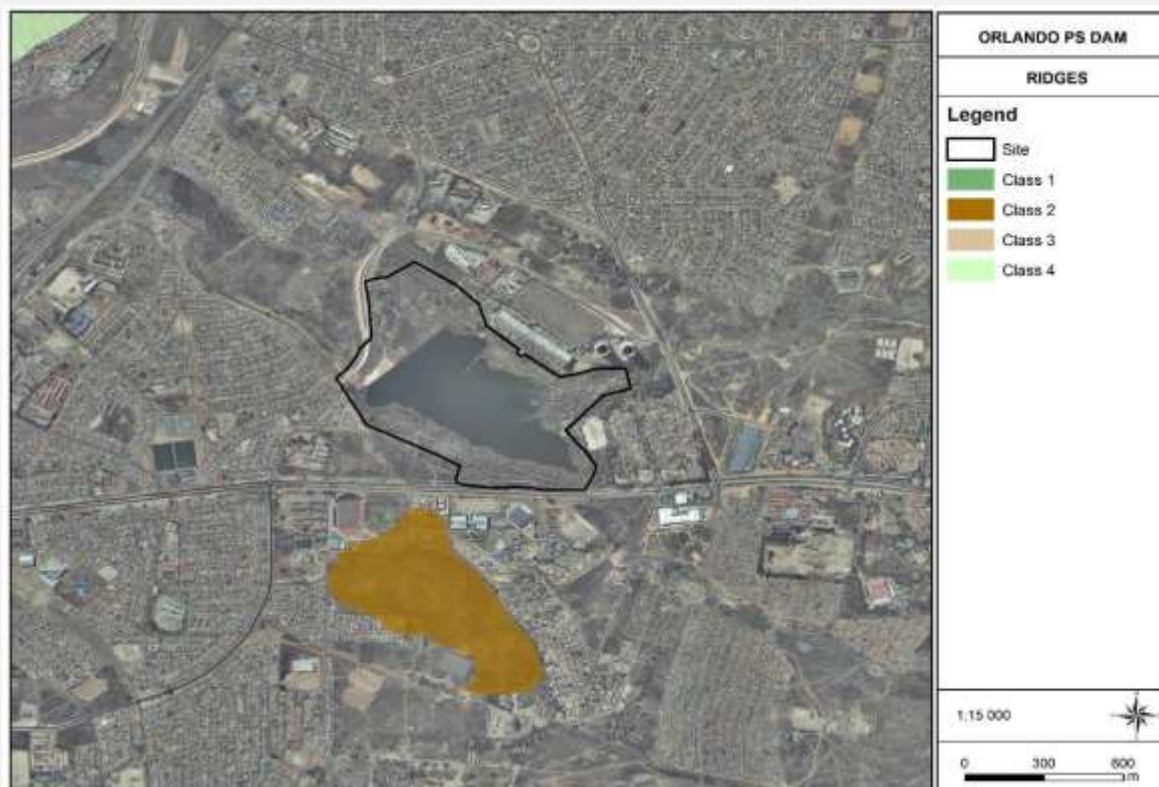 ORLANDO PS DAM
RIDGES
Legend
Site
Class 1
Class 2
Class 3
Class 4
1:15 000
0 300 600
m